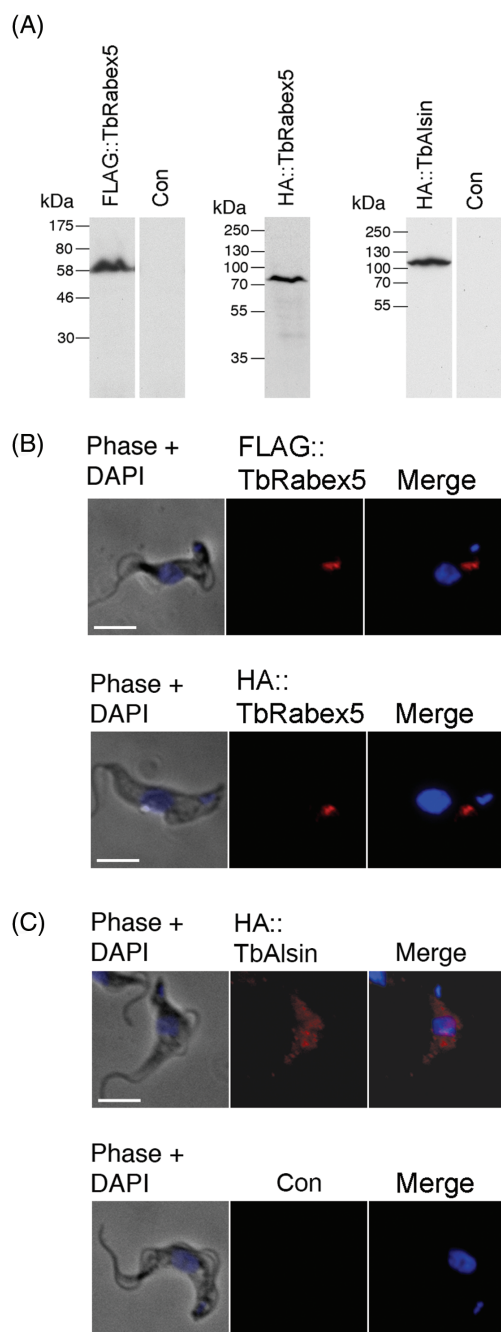 (A)
FLAG::TbRabex5
Con
kDa
175
80
58
46
30
HA::TbRabex5
kDa
250
130
100
70
55
35
HA::TbAlsin
Con
kDa
250
130
100
70
55
(B)
Phase +
DAPI
FLAG::
TbRabex5
Merge
Phase +
DAPI
HA::
TbRabex5
Merge
(C)
Phase +
DAPI
HA::
TbAlsin
Merge
Phase +
DAPI
Con
Merge